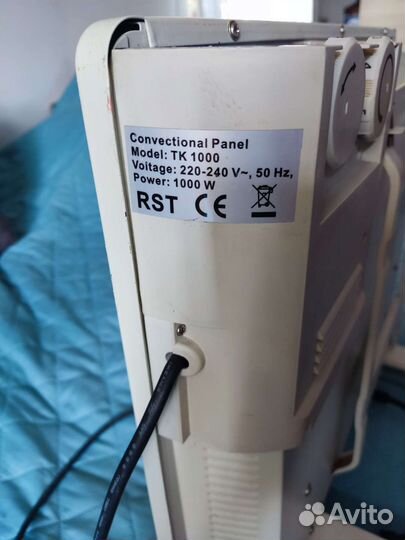 Convectional Panel
Model: TK 1000
Voltage: 220-240 V~, 50 Hz,
Power: 1000 W
RST CE
Avito